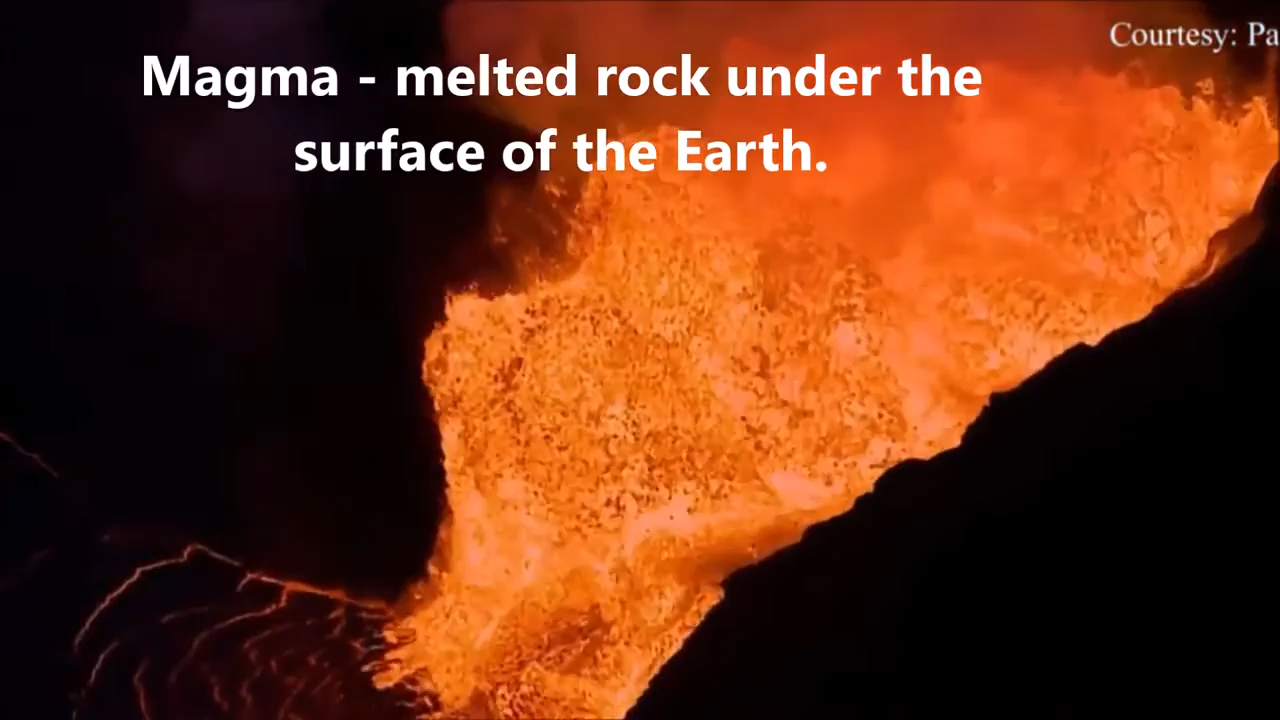 Courtesy:
Magma - melted rock under the
surface of the Earth.